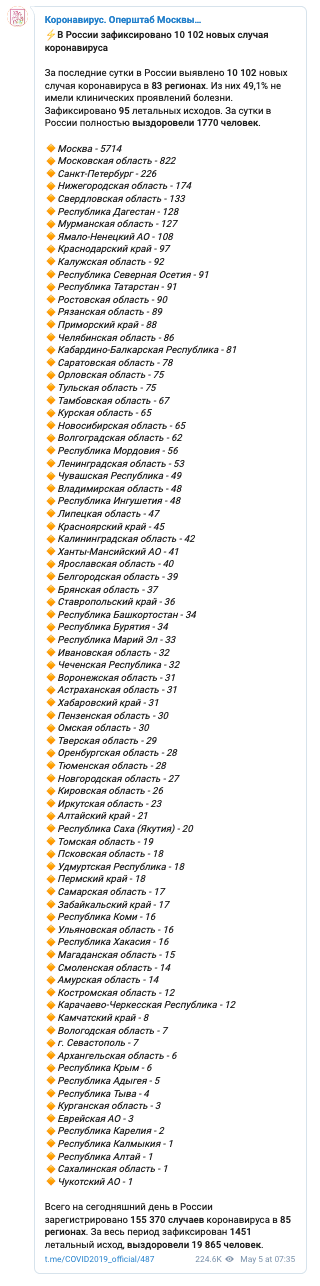 Коронавирус. Оперштаб Москвы...
⚡В России зафиксировано 10 102 новых случая
коронавируса
За последние сутки в России выявлено 10 102 новых
случая коронавируса в 83 регионах. Из них 49,1% не
имели клинических проявлений болезни.
Зафиксировано 95 летальных исходов. За сутки в
России полностью выздоровели 1770 человек.
🔸Москва - 5714
🔸Московская область - 822
🔸Санкт-Петербург - 226
🔸Нижегородская область - 174
🔸Свердловская область - 133
🔸Республика Дагестан - 128
🔸Мурманская область - 127
🔸Ямало-Ненецкий АО - 108
🔸Краснодарский край - 97
🔸Калужская область - 92
🔸Республика Северная Осетия - 91
🔸Республика Татарстан - 91
🔸Ростовская область - 90
🔸Рязанская область - 89
🔸Приморский край - 88
🔸Челябинская область - 86
🔸Кабардино-Балкарская Республика - 81
🔸Саратовская область - 78
🔸Орловская область - 75
🔸Тульская область - 75
🔸Тамбовская область - 67
🔸Курская область - 65
🔸Новосибирская область - 65
🔸Волгоградская область - 62
🔸Республика Мордовия - 56
🔸Ленинградская область - 53
🔸Чувашская Республика - 49
🔸Владимирская область - 48
🔸Республика Ингушетия - 48
🔸Липецкая область - 47
🔸Красноярский край - 45
🔸Калининградская область - 42
🔸Ханты-Мансийский АО - 41
🔸Ярославская область - 40
🔸Белгородская область - 39
🔸Брянская область - 37
🔸Ставропольский край - 36
🔸Республика Башкортостан - 34
🔸Республика Бурятия - 34
🔸Республика Марий Эл - 33
🔸Ивановская область - 32
🔸Чеченская Республика - 32
🔸Воронежская область - 31
🔸Астраханская область - 31
🔸Хабаровский край - 31
🔸Пензенская область - 30
🔸Омская область - 30
🔸Тверская область - 29
🔸Оренбургская область - 28
🔸Тюменская область - 28
🔸Новгородская область - 27
🔸Кировская область - 26
🔸Иркутская область - 23
🔸Алтайский край - 21
🔸Республика Саха (Якутия) - 20
🔸Томская область - 19
🔸Псковская область - 18
🔸Удмуртская Республика - 18
🔸Пермский край - 18
🔸Самарская область - 17
🔸Забайкальский край - 17
🔸Республика Коми - 16
🔸Ульяновская область - 16
🔸Республика Хакасия - 16
🔸Магаданская область - 15
🔸Смоленская область - 14
🔸Амурская область - 14
🔸Костромская область - 12
🔸Карачаево-Черкесская Республика - 12
🔸Камчатский край - 8
🔸Вологодская область - 7
🔸г. Севастополь - 7
🔸Архангельская область - 6
🔸Республика Крым - 6
🔸Республика Адыгея - 5
🔸Республика Тыва - 4
🔸Курганская область - 3
🔸Еврейская АО - 3
🔸Республика Карелия - 2
🔸Республика Калмыкия - 1
🔸Республика Алтай - 1
🔸Сахалинская область - 1
🔸Чукотский АО - 1
Всего на сегодняшний день в России
зарегистрировано 155 370 случаев коронавируса в 85
регионах. За весь период зафиксирован 1451
летальный исход, выздоровели 19 865 человек.
t.me/COVID2019_official/487 224.6K May 5 at 07:35